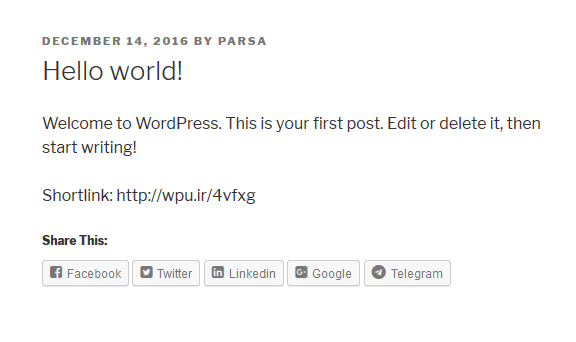 DECEMBER 14, 2016 BY PARSA
Hello world!
Welcome to WordPress. This is your first post. Edit or delete it, then
start writing!
Shortlink: http://wpu.ir/4vfxg
Share This:
Facebook Twitter Linkedin Google Telegram